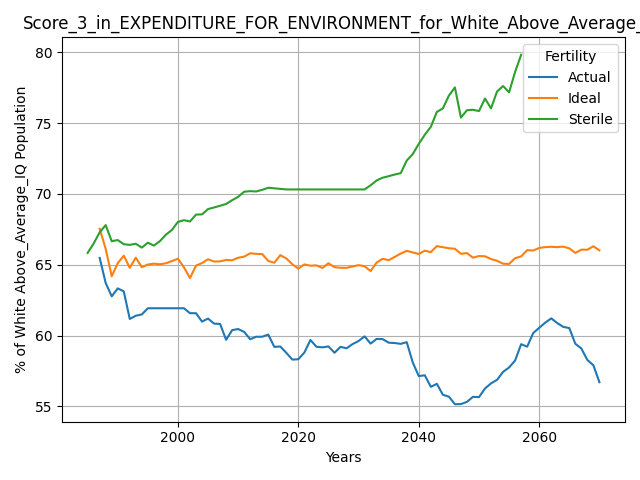 Score_3_in_EXPENDITURE_FOR_ENVIRONMENT_for_White_Above_Average_
Fertility
Actual
Ideal
Sterile
% of White Above_Average_IQ Population
80
75
70
65
60
55
2000
2020
2040
2060
Years